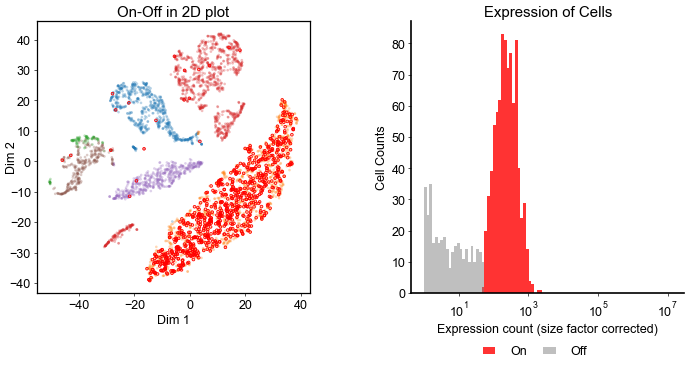 On-Off in 2D plot
Dim 2
40
30
20
10
0
−10
−20
−30
−40
−40 −20 0 20 40
Dim 1
Expression of Cells
Cell Counts
80
70
60
50
40
30
20
10
0
10^1 10^3 10^5 10^7
Expression count (size factor corrected)
On Off